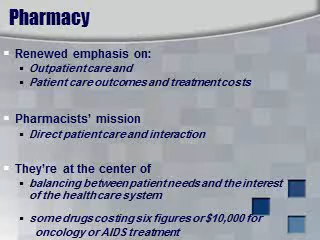 Pharmacy
Renewed emphasis on:
Outpatient care and
Patient care outcomes and treatment costs
Pharmacists' mission
Direct patient care and interaction
They're at the center of
balancing between patient needs and the interest
of the health care system
some drugs costing six figures or $10,000 for
oncology or AIDS treatment